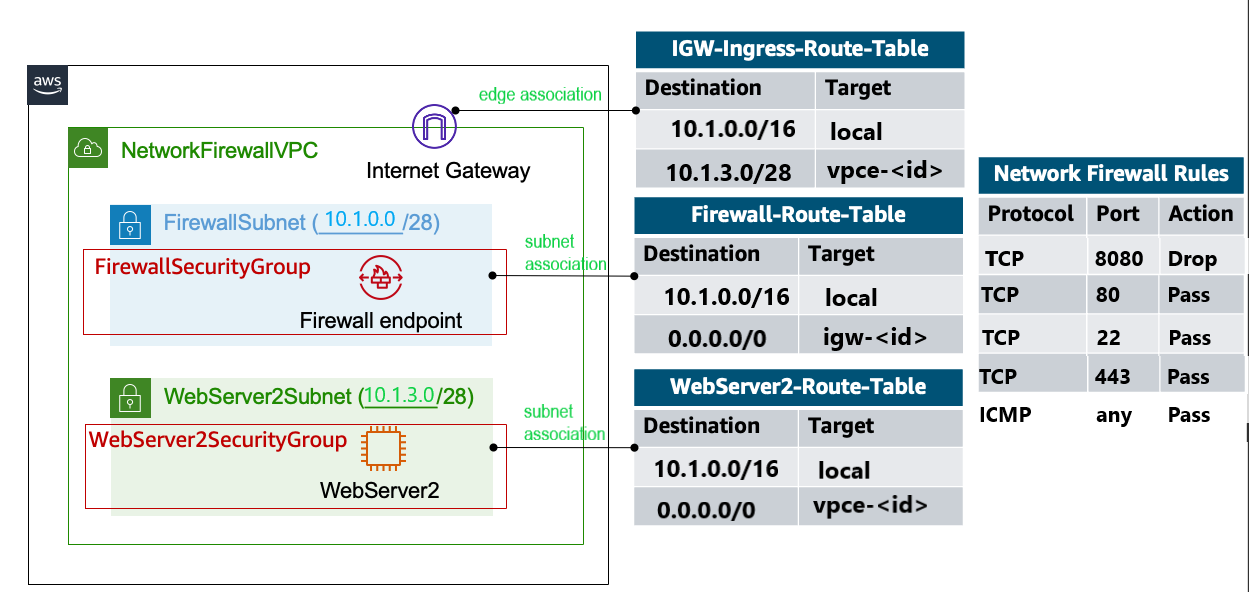 aws
NetworkFirewallVPC
Internet Gateway
edge association
FirewallSubnet (10.1.0.0/28)
FirewallSecurityGroup
Firewall endpoint
subnet
association
WebServer2Subnet (10.1.3.0/28)
WebServer2SecurityGroup
WebServer2
subnet
association
IGW-Ingress-Route-Table
Destination Target
10.1.0.0/16 local
10.1.3.0/28 vpce-<id>
Firewall-Route-Table
Destination Target
10.1.0.0/16 local
0.0.0.0/0 igw-<id>
WebServer2-Route-Table
Destination Target
10.1.0.0/16 local
0.0.0.0/0 vpce-<id>
Network Firewall Rules
Protocol Port Action
TCP 8080 Drop
TCP 80 Pass
TCP 22 Pass
TCP 443 Pass
ICMP any Pass